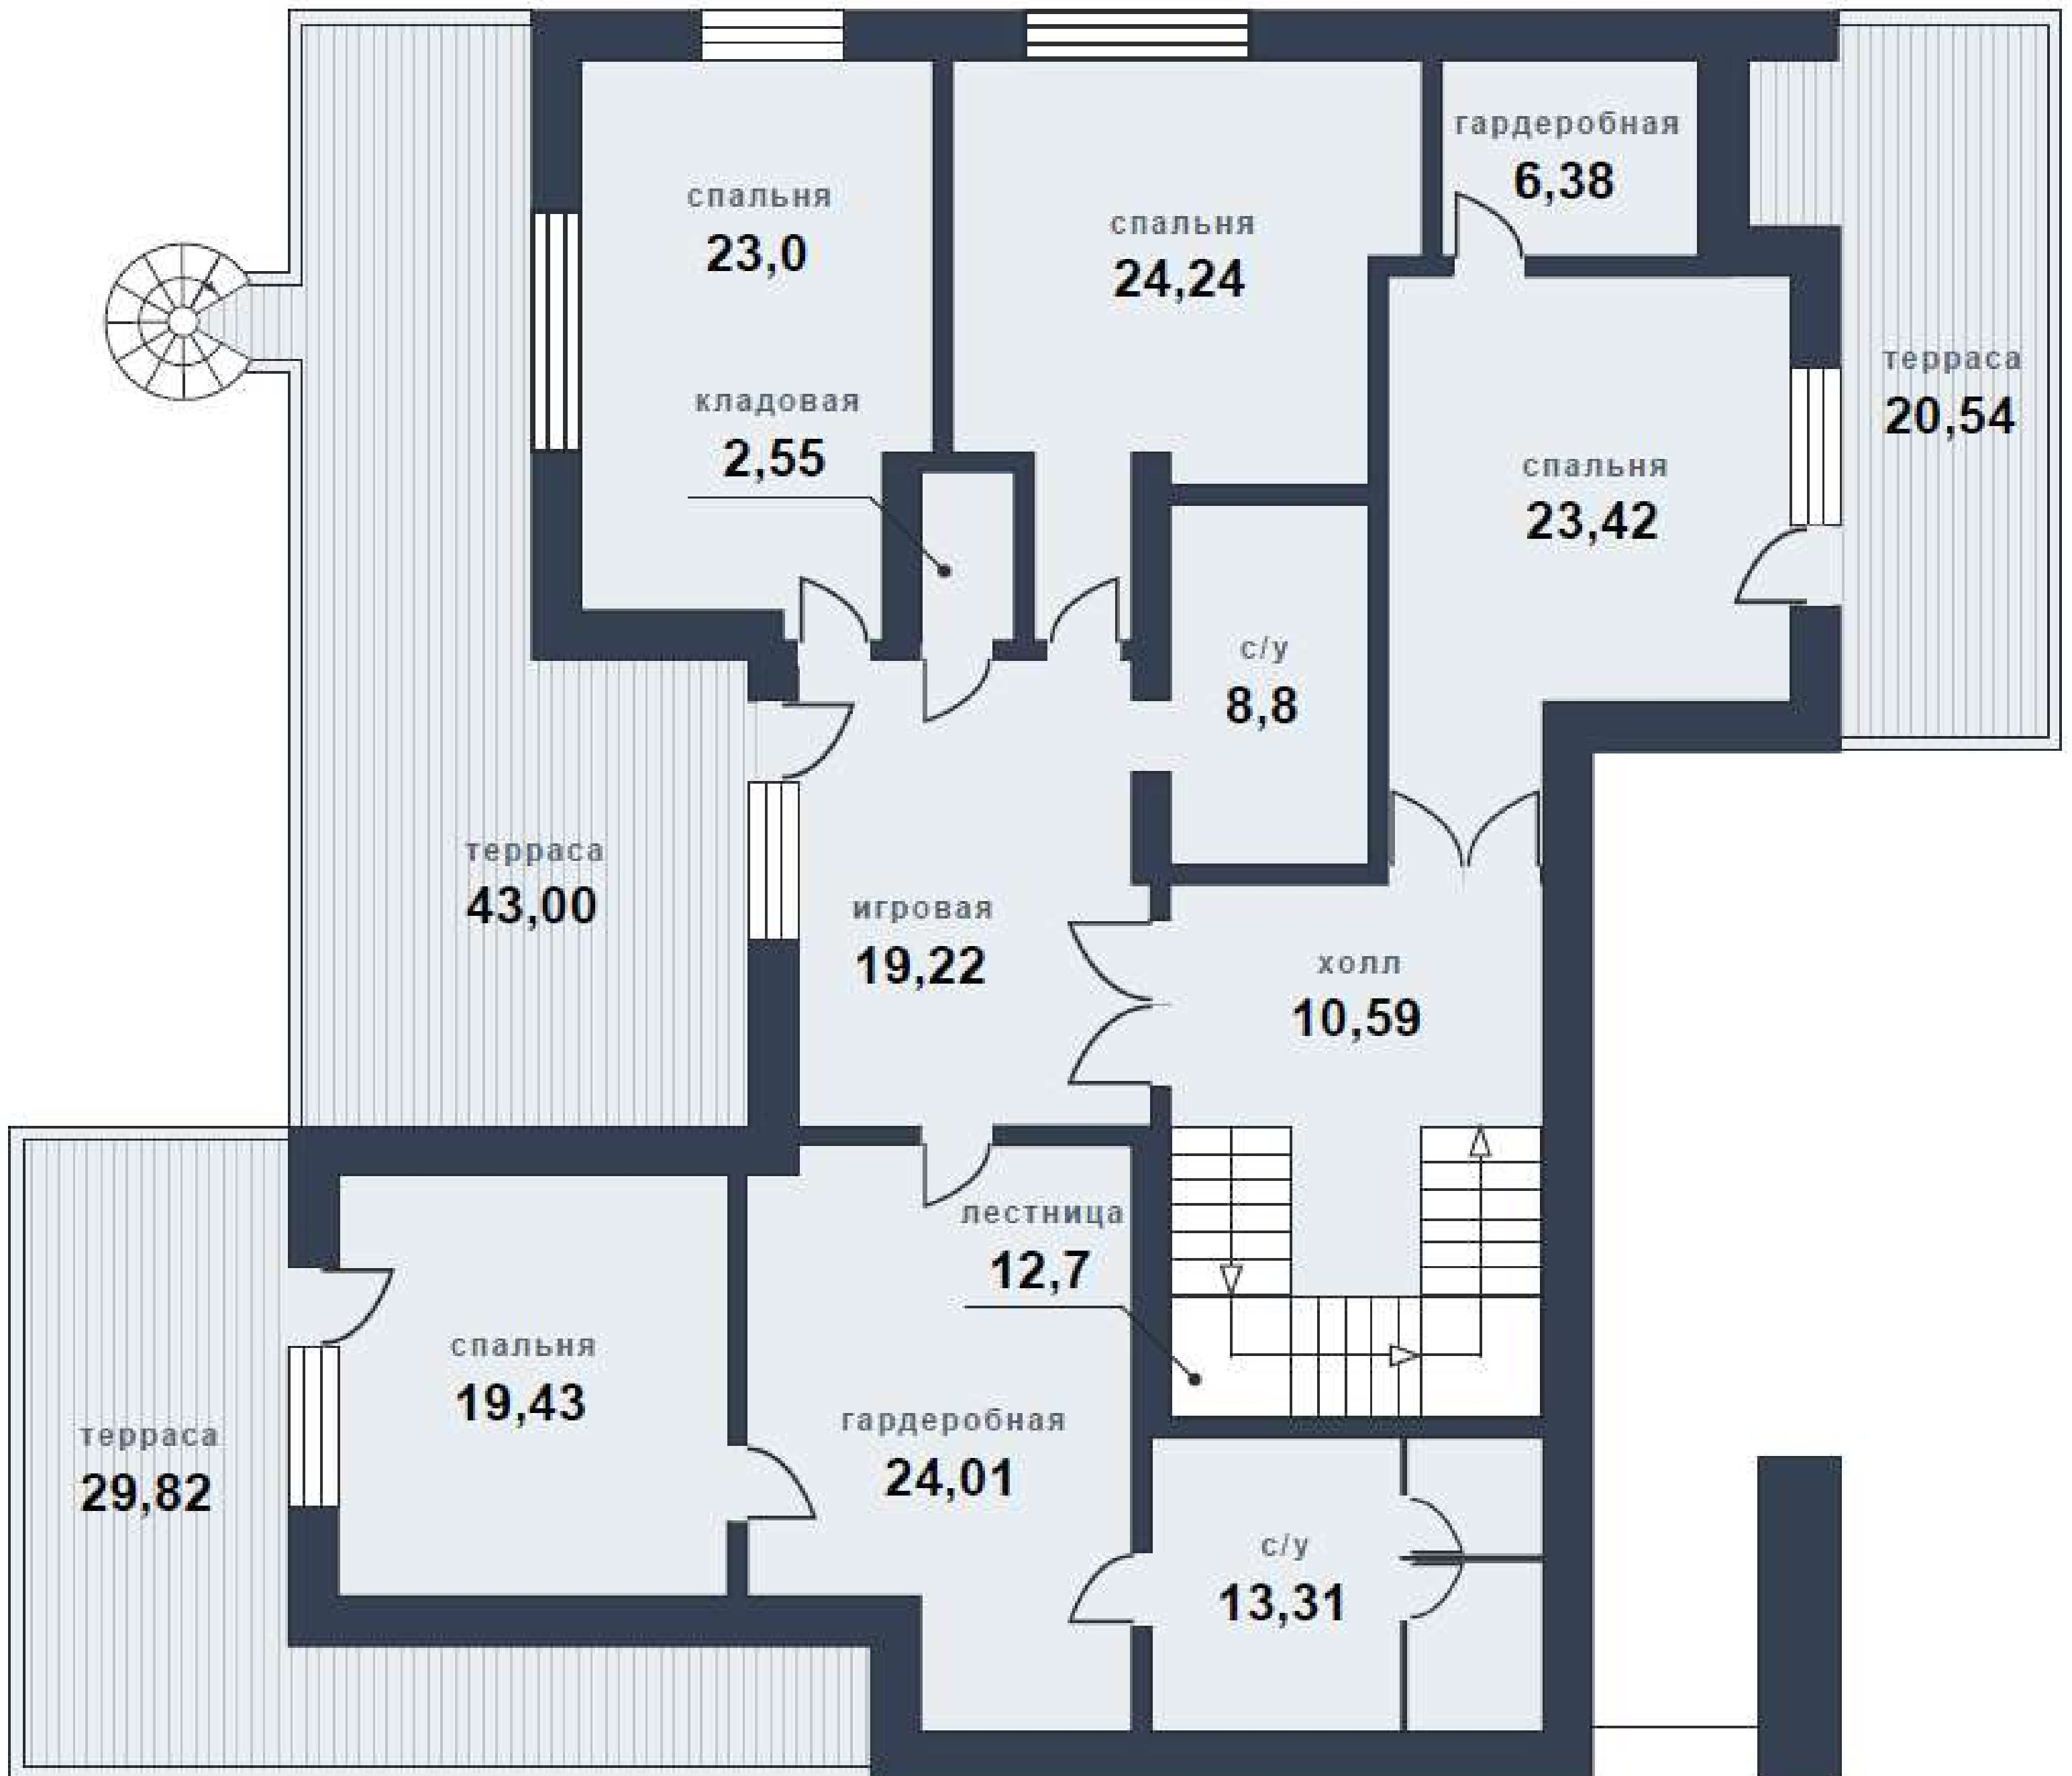 гардеробная
6,38
спальня
23,0
спальня
24,24
терраса
20,54
кладовая
2,55
спальня
23,42
с/у
8,8
терраса
43,00
игровая
19,22
холл
10,59
лестница
12,7
спальня
19,43
гардеробная
24,01
терраса
29,82
с/у
13,31